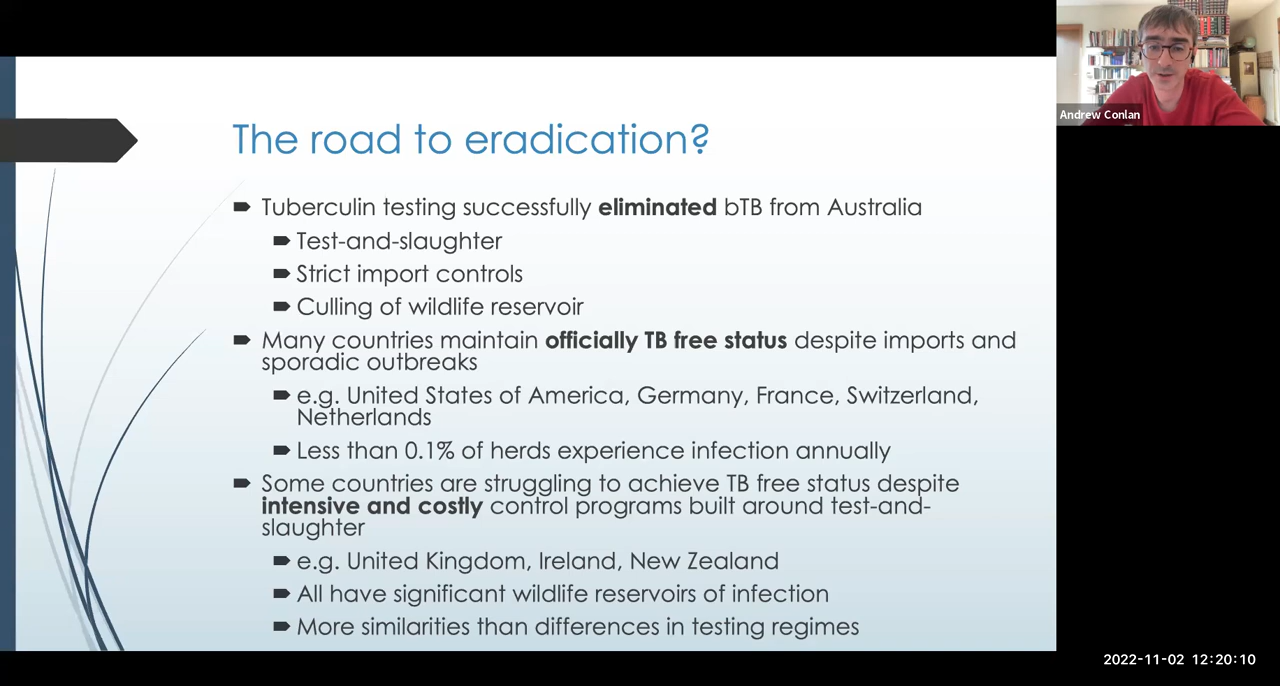 Andrew Conlan
The road to eradication?
Tuberculin testing successfully eliminated bTB from Australia
Test-and-slaughter
Strict import controls
Culling of wildlife reservoir
Many countries maintain officially TB free status despite imports and
sporadic outbreaks
e.g. United States of America, Germany, France, Switzerland,
Netherlands
Less than 0.1% of herds experience infection annually
Some countries are struggling to achieve TB free status despite
intensive and costly control programs built around test-and-
slaughter
e.g. United Kingdom, Ireland, New Zealand
All have significant wildlife reservoirs of infection
More similarities than differences in testing regimes
2022-11-02 12:20:10